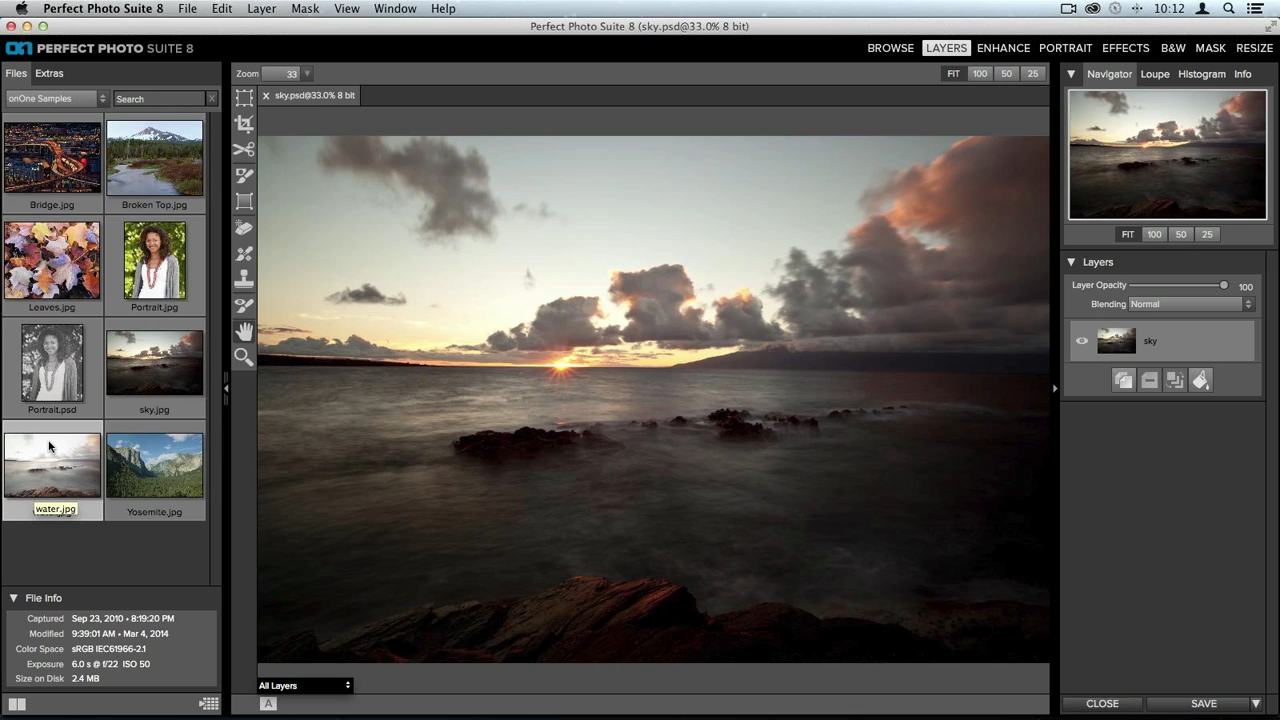 Perfect Photo Suite 8 File Edit Layer Mask View Window Help 10:12
Perfect Photo Suite 8 (sky.psd@33.0% 8 bit)
on PERFECT PHOTO SUITE 8 BROWSE LAYERS ENHANCE PORTRAIT EFFECTS B&W MASK RESIZE
Files Extras
onOne Samples Search X
Bridge.jpg Broken Top.jpg
Leaves.jpg Portrait.jpg
Portrait.psd sky.jpg
water.jpg
Yosemite.jpg
File Info
Captured Sep 23, 2010 • 8:19:20 PM
Modified 9:39:01 AM • Mar 4, 2014
Color Space sRGB IEC61966-2.1
Exposure 6.0 s @ f/22 ISO 50
Size on Disk 2.4 MB
Zoom 33 FIT 100 50 25
x sky.psd@33.0% 8 bit
All Layers
A
Navigator Loupe Histogram Info
FIT 100 50 25
Layers
Layer Opacity 100
Blending Normal
sky
CLOSE SAVE